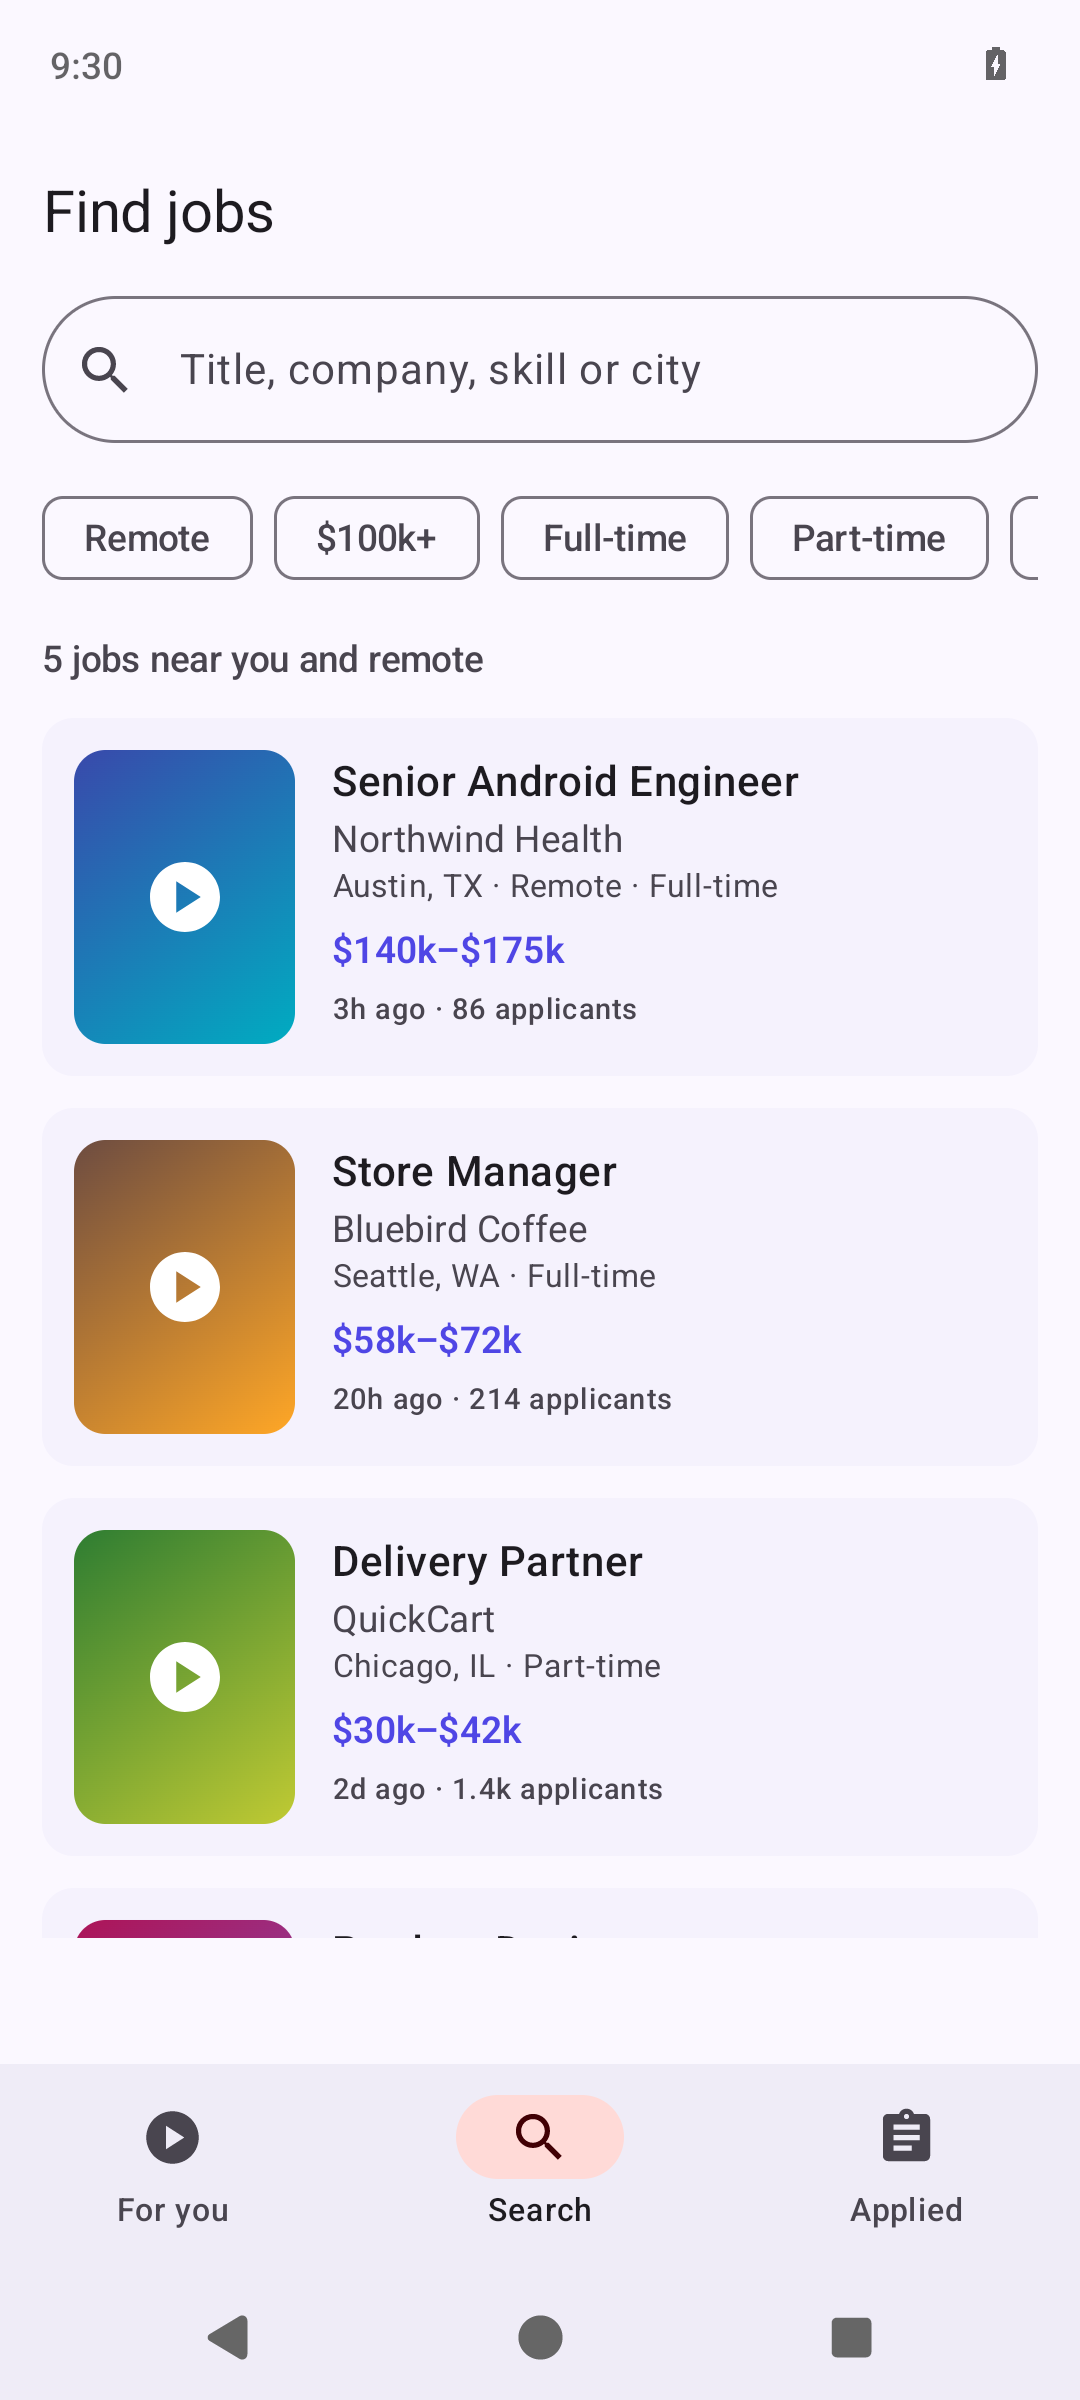 9:30
Find jobs
Title, company, skill or city
Remote
$100k+
Full-time
Part-time
5 jobs near you and remote
Senior Android Engineer
Northwind Health
Austin, TX · Remote · Full-time
$140k–$175k
3h ago · 86 applicants
Store Manager
Bluebird Coffee
Seattle, WA · Full-time
$58k–$72k
20h ago · 214 applicants
Delivery Partner
QuickCart
Chicago, IL · Part-time
$30k–$42k
2d ago · 1.4k applicants
For you
Search
Applied